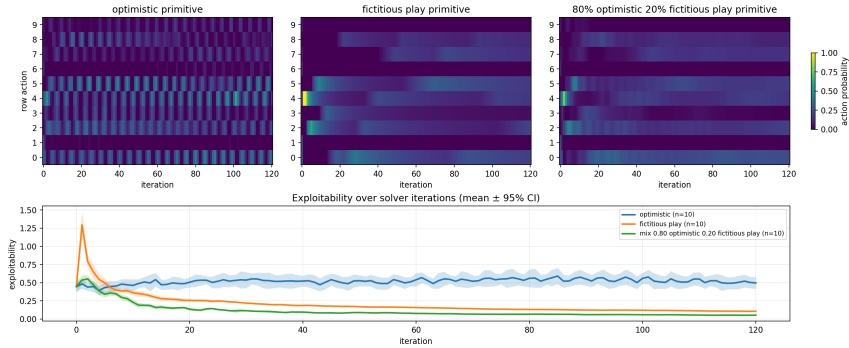 optimistic primitive
fictitious play primitive
80% optimistic 20% fictitious play primitive
row action
9
8
7
6
5
4
3
2
1
0
0 20 40 60 80 100 120
iteration
0 20 40 60 80 100 120
iteration
0 20 40 60 80 100 120
iteration
1.00
0.75
0.50
0.25
0.00
action probability
Exploitability over solver iterations (mean ± 95% CI)
exploitability
1.50
1.25
1.00
0.75
0.50
0.25
0.00
optimistic (n=10)
fictitious play (n=10)
mix 0.80 optimistic 0.20 fictitious play (n=10)
0 20 40 60 80 100 120
iteration